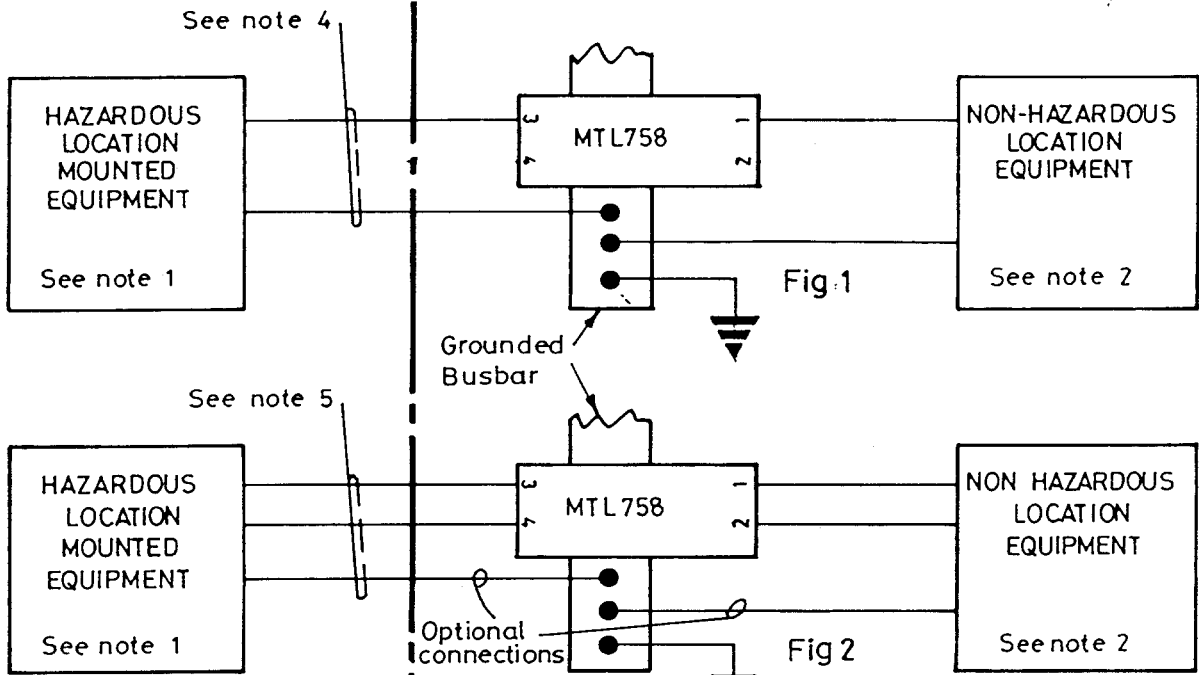 See note 4
HAZARDOUS
LOCATION
MOUNTED
EQUIPMENT
See note 1
3
4
MTL758
1
2
NON-HAZARDOUS
LOCATION
EQUIPMENT
See note 2
Fig 1
Grounded
Busbar
See note 5
HAZARDOUS
LOCATION
MOUNTED
EQUIPMENT
See note 1
3
4
MTL758
1
2
NON HAZARDOUS
LOCATION
EQUIPMENT
See note 2
Optional
connections
Fig 2